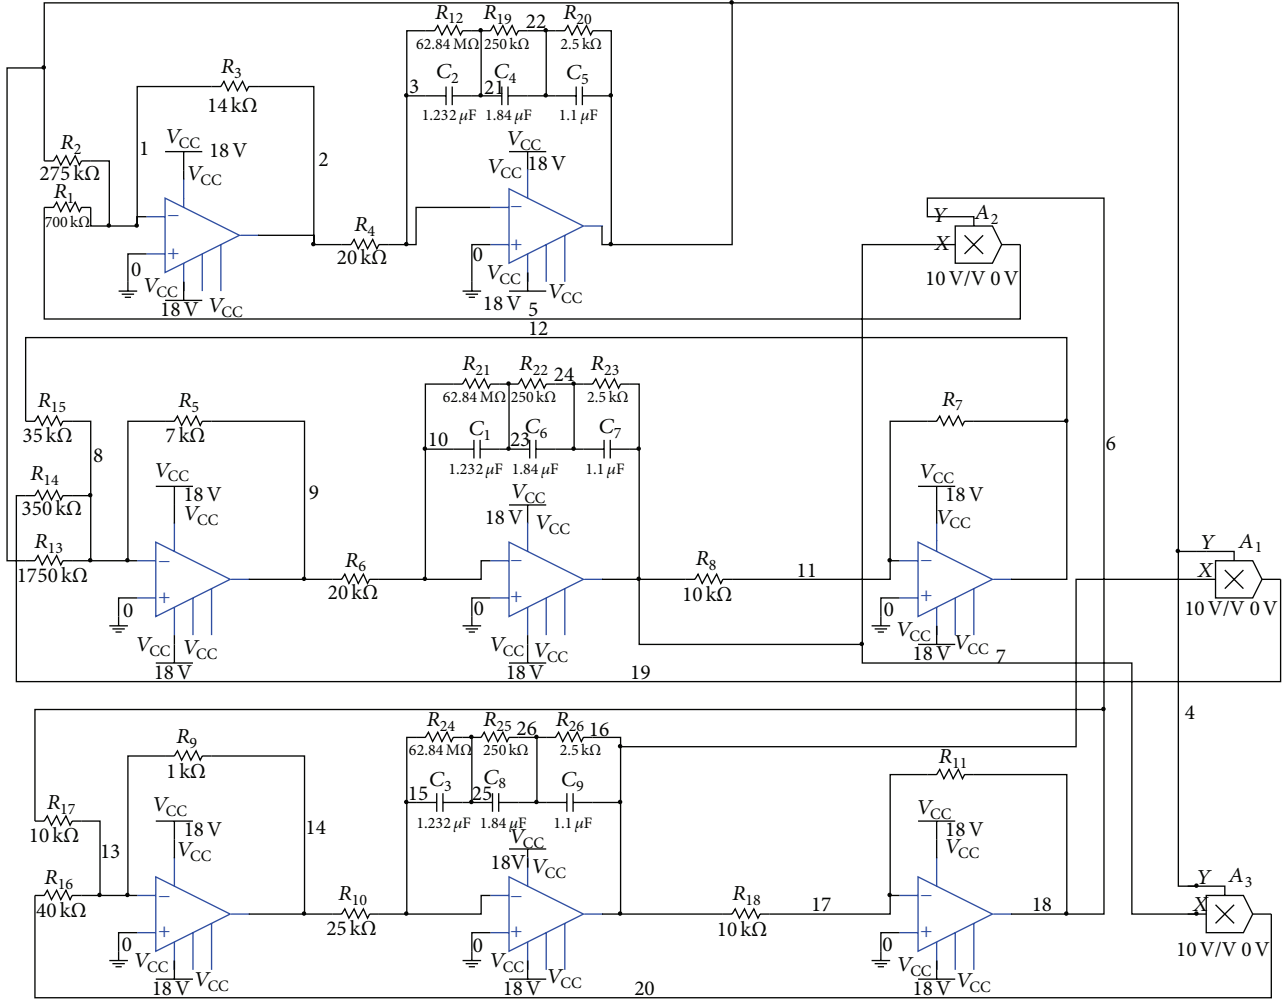 R12 R19 22 R20
62.84 MΩ 250 kΩ 2.5 kΩ
3 C2 21 C4 C5
1.232 μF 1.84 μF 1.1 μF
R3
14 kΩ
R2
275 kΩ
R1
700 kΩ
1
VCC 18 V
VCC
2
−
+
0
VCC
18 V VCC
R4
20 kΩ
VCC
18 V
VCC
−
+
0
VCC
18 V VCC
5
Y A2
X
10 V/V 0 V
12
R21 R22 24 R23
62.84 MΩ 250 kΩ 2.5 kΩ
10 C1 23 C6 C7
1.232 μF 1.84 μF 1.1 μF
R15
35 kΩ
8
R14
350 kΩ
R13
1750 kΩ
R5
7 kΩ
VCC
18 V
VCC
9
−
+
0
VCC VCC
18 V
R6
20 kΩ
VCC
18 V VCC
−
+
0
VCC VCC
18 V
R8
10 kΩ
11
R7
VCC
18 V
VCC
−
+
0
VCC VCC
18 V
7
6
Y A1
X
10 V/V 0 V
19
4
R24 R25 26 R26 16
62.84 MΩ 250 kΩ 2.5 kΩ
15 C3 25 C8 C9
1.232 μF 1.84 μF 1.1 μF
R17
10 kΩ
13
R16
40 kΩ
R9
1 kΩ
VCC
18 V
VCC
14
−
+
0
VCC VCC
18 V
R10
25 kΩ
VCC
18V VCC
−
+
0
VCC VCC
18 V
R18
10 kΩ
17
R11
VCC
18 V
VCC
−
+
0
VCC VCC
18 V
18
Y A3
X
10 V/V 0 V
20